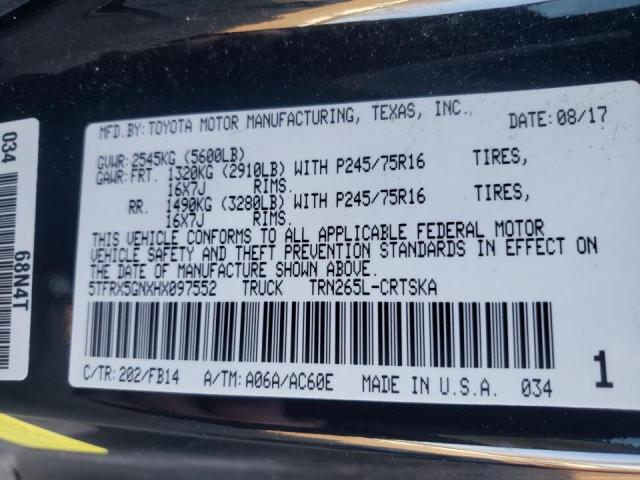 MFD.BY: TOYOTA MOTOR MANUFACTURING, TEXAS, INC. DATE: 08/17
GVWR: 2545KG (5600LB)
GAWR: FRT. 1320KG (2910LB) WITH P245/75R16 TIRES,
16X7J RIMS.
RR. 1490KG (3280LB) WITH P245/75R16 TIRES,
16X7J RIMS.
THIS VEHICLE CONFORMS TO ALL APPLICABLE FEDERAL MOTOR
VEHICLE SAFETY AND THEFT PREVENTION STANDARDS IN EFFECT ON
THE DATE OF MANUFACTURE SHOWN ABOVE.
5TFRX5GNXHX097552 TRUCK TRN265L-CRTSKA
C/TR: 202/FB14 A/TM: A06A/AC60E MADE IN U.S.A. 034
1
034
68N4T